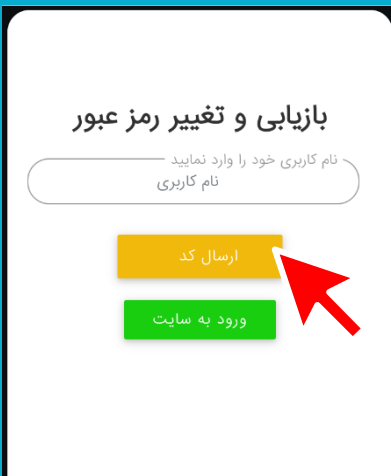 بازیابی و تغییر رمز عبور
نام کاربری خود را وارد نمایید
نام کاربری
ارسال کد
ورود به سایت